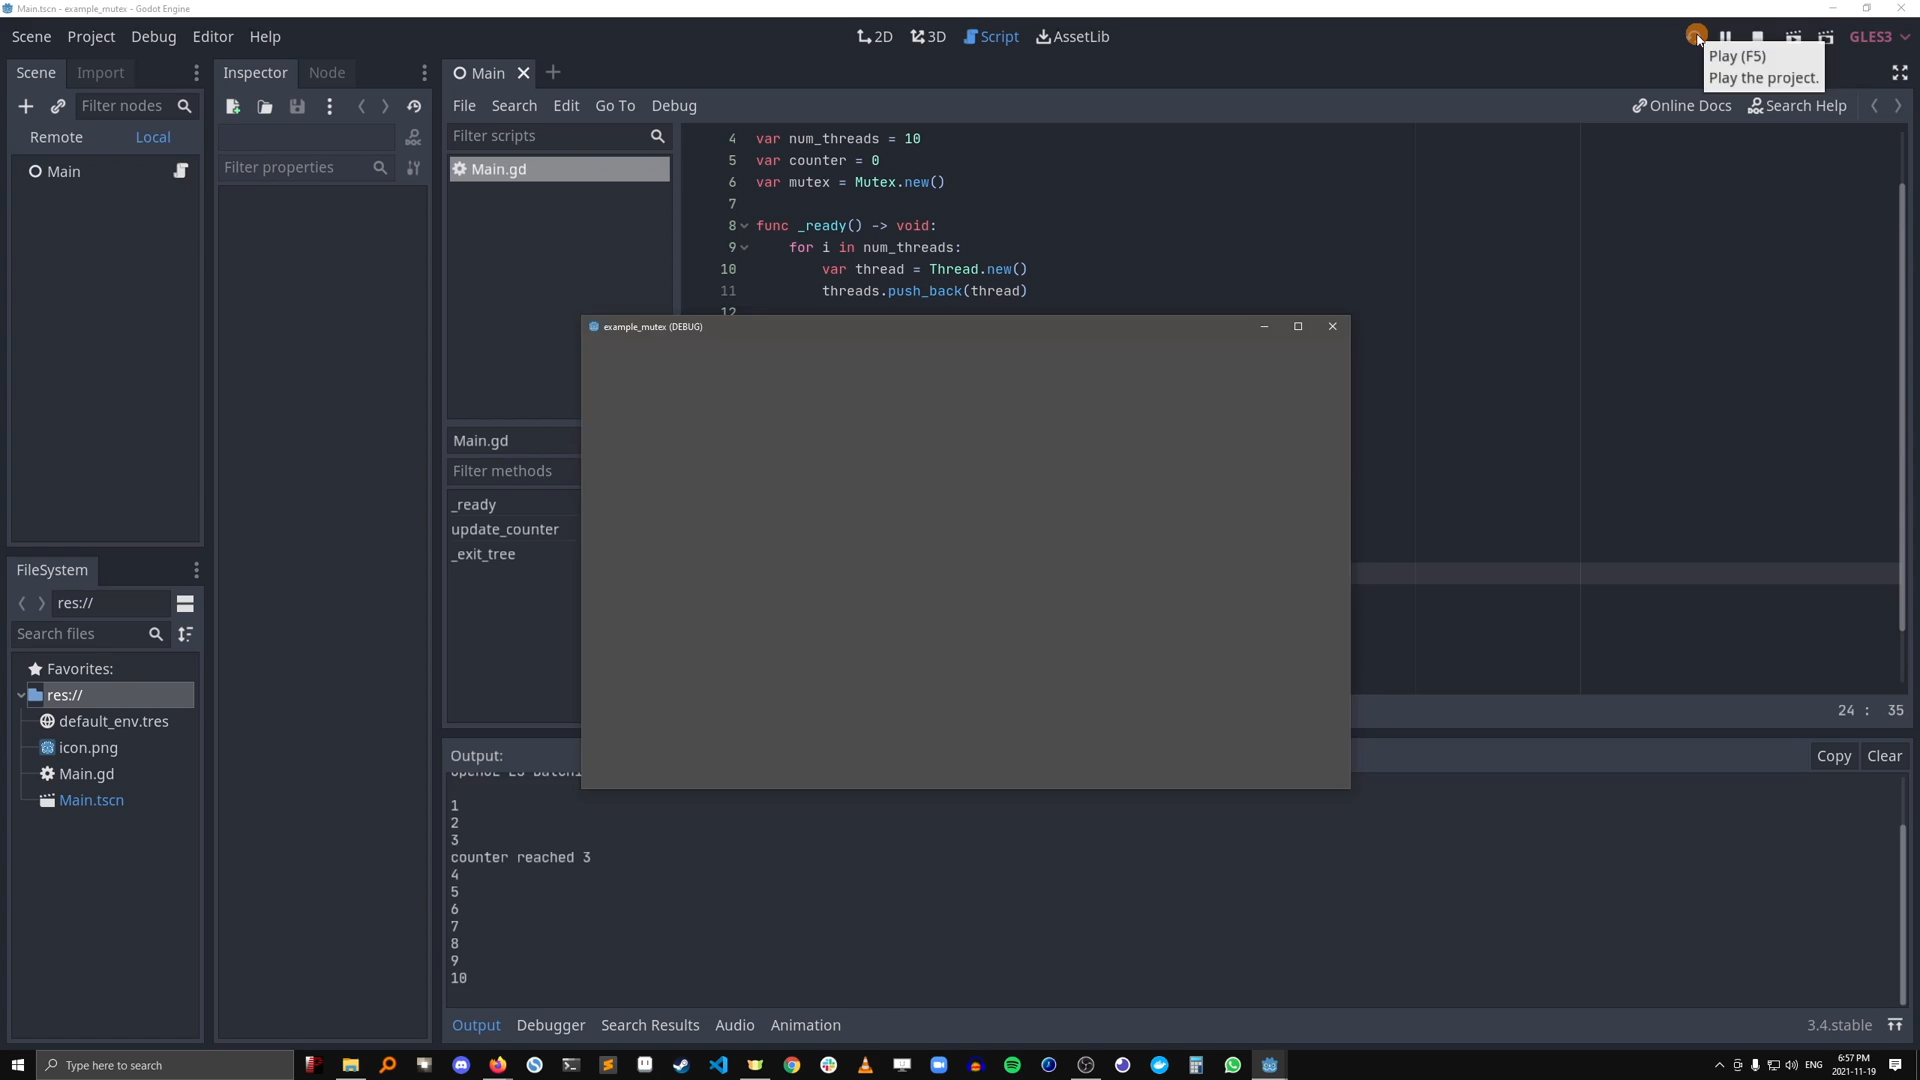 Main.tscn - example_mutex - Godot Engine
Scene Project Debug Editor Help
2D 3D Script AssetLib
GLES3
Play (F5)
Play the project.
Scene Import
Inspector Node
Main
Filter nodes
File Search Edit Go To Debug
Online Docs Search Help
Remote Local
Filter scripts
Main
Filter properties
Main.gd
4 var num_threads = 10
5 var counter = 0
6 var mutex = Mutex.new()
7
8 func _ready() -> void:
9 for i in num_threads:
10 var thread = Thread.new()
11 threads.push_back(thread)
12
example_mutex (DEBUG)
Main.gd
Filter methods
_ready
update_counter
_exit_tree
FileSystem
res://
Search files
Favorites:
res://
default_env.tres
icon.png
Main.gd
Main.tscn
24 : 35
Output:
Copy Clear
1
2
3
counter reached 3
4
5
6
7
8
9
10
Output Debugger Search Results Audio Animation
3.4.stable
Type here to search
ENG
6:57 PM
2021-11-19